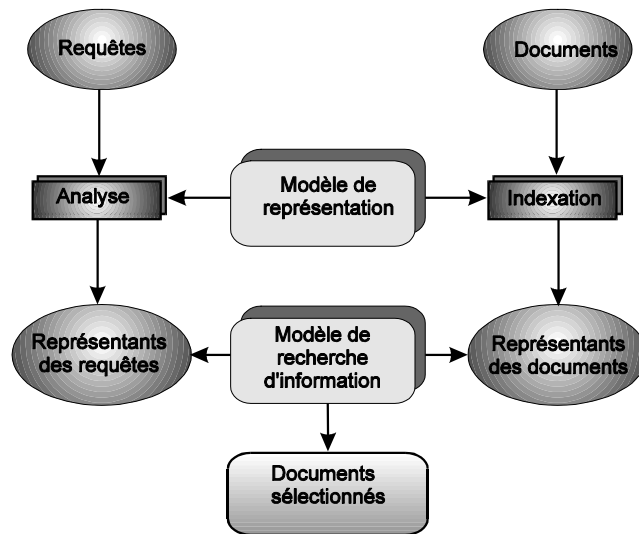 Requêtes
Documents
Analyse
Modèle de
représentation
Indexation
Représentants
des requêtes
Modèle de
recherche
d'information
Représentants
des documents
Documents
sélectionnés